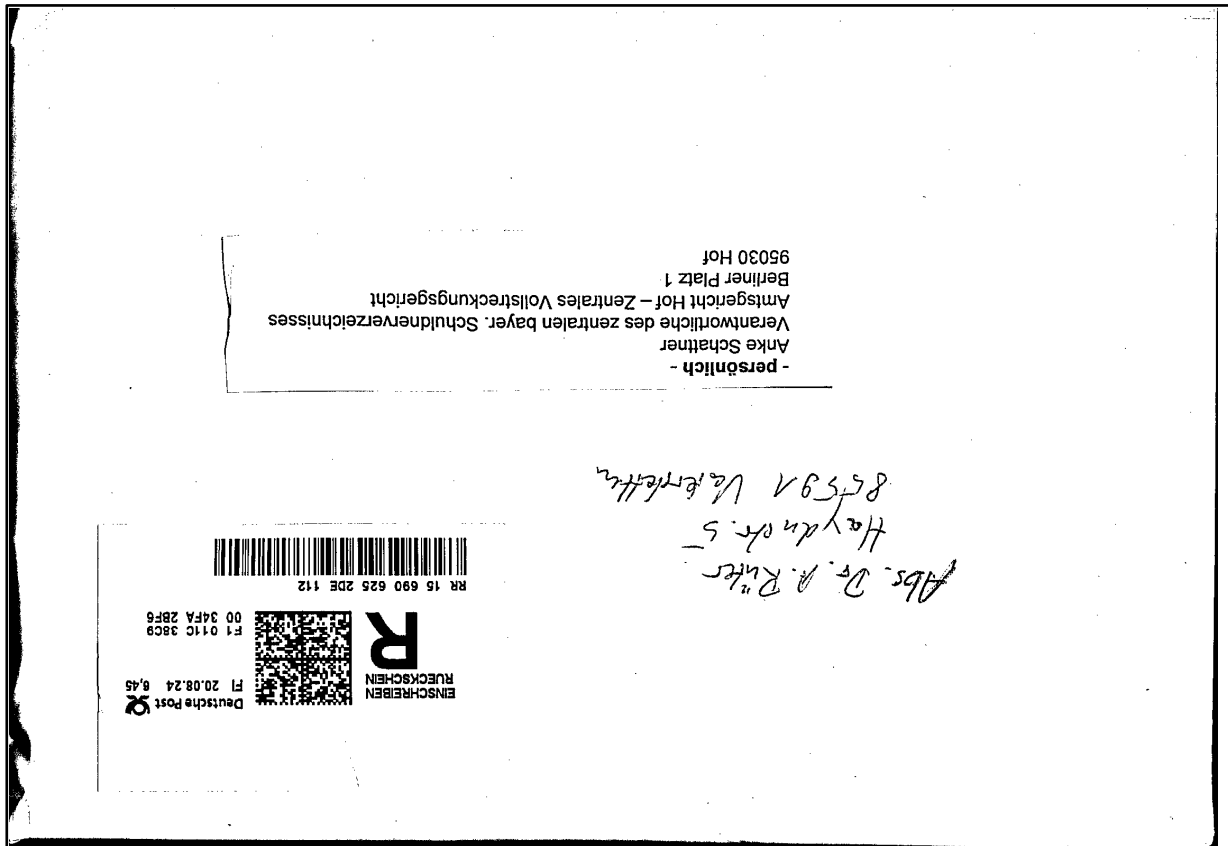 Deutsche Post
FI 20.08.24 6,45
EINSCHREIBEN
RUECKSCHEIN
R
F1 011C 38C9
00 34FA 2BF6
RR 15 690 625 2DE 112
Abs. Dr. A. Rüter
Haydnstr. 5
85591 Vaterstetten
- persönlich -
Anke Schattner
Verantwortliche des zentralen bayer. Schuldnerverzeichnisses
Amtsgericht Hof – Zentrales Vollstreckungsgericht
Berliner Platz 1
95030 Hof